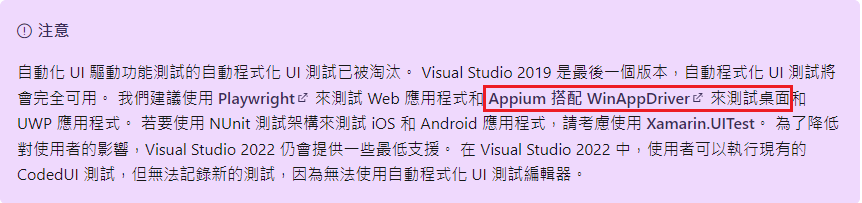 注意
自動化 UI 驅動功能測試的自動程式化 UI 測試已被淘汰。 Visual Studio 2019 是最後一個版本，自動程式化 UI 測試將
會完全可用。 我們建議使用 Playwright 來測試 Web 應用程式和 Appium 搭配 WinAppDriver 來測試桌面和
UWP 應用程式。 若要使用 NUnit 測試架構來測試 iOS 和 Android 應用程式，請考慮使用 Xamarin.UITest。 為了降低
對使用者的影響，Visual Studio 2022 仍會提供一些最低支援。 在 Visual Studio 2022 中，使用者可以執行現有的
CodedUI 測試，但無法記錄新的測試，因為無法使用自動程式化 UI 測試編輯器。